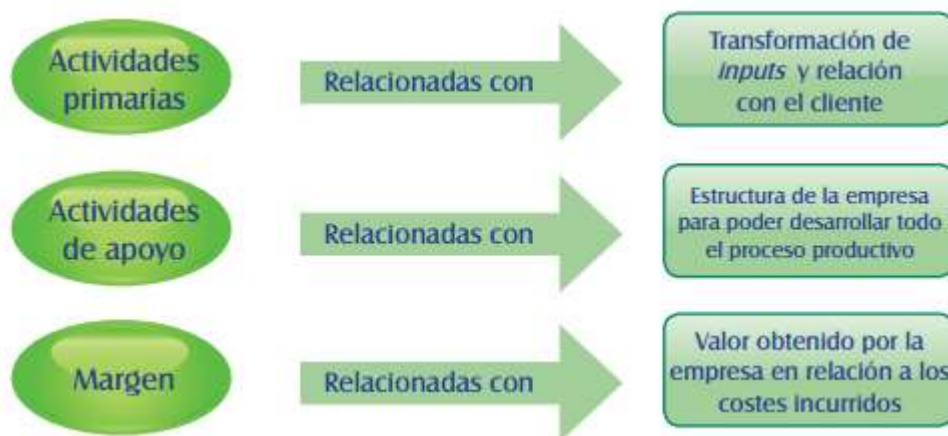 Actividades
primarias
Relacionadas con
Transformación de
inputs y relación
con el cliente
Actividades
de apoyo
Relacionadas con
Estructura de la empresa
para poder desarrollar todo
el proceso productivo
Margen
Relacionadas con
Valor obtenido por la
empresa en relación a los
costes incurridos